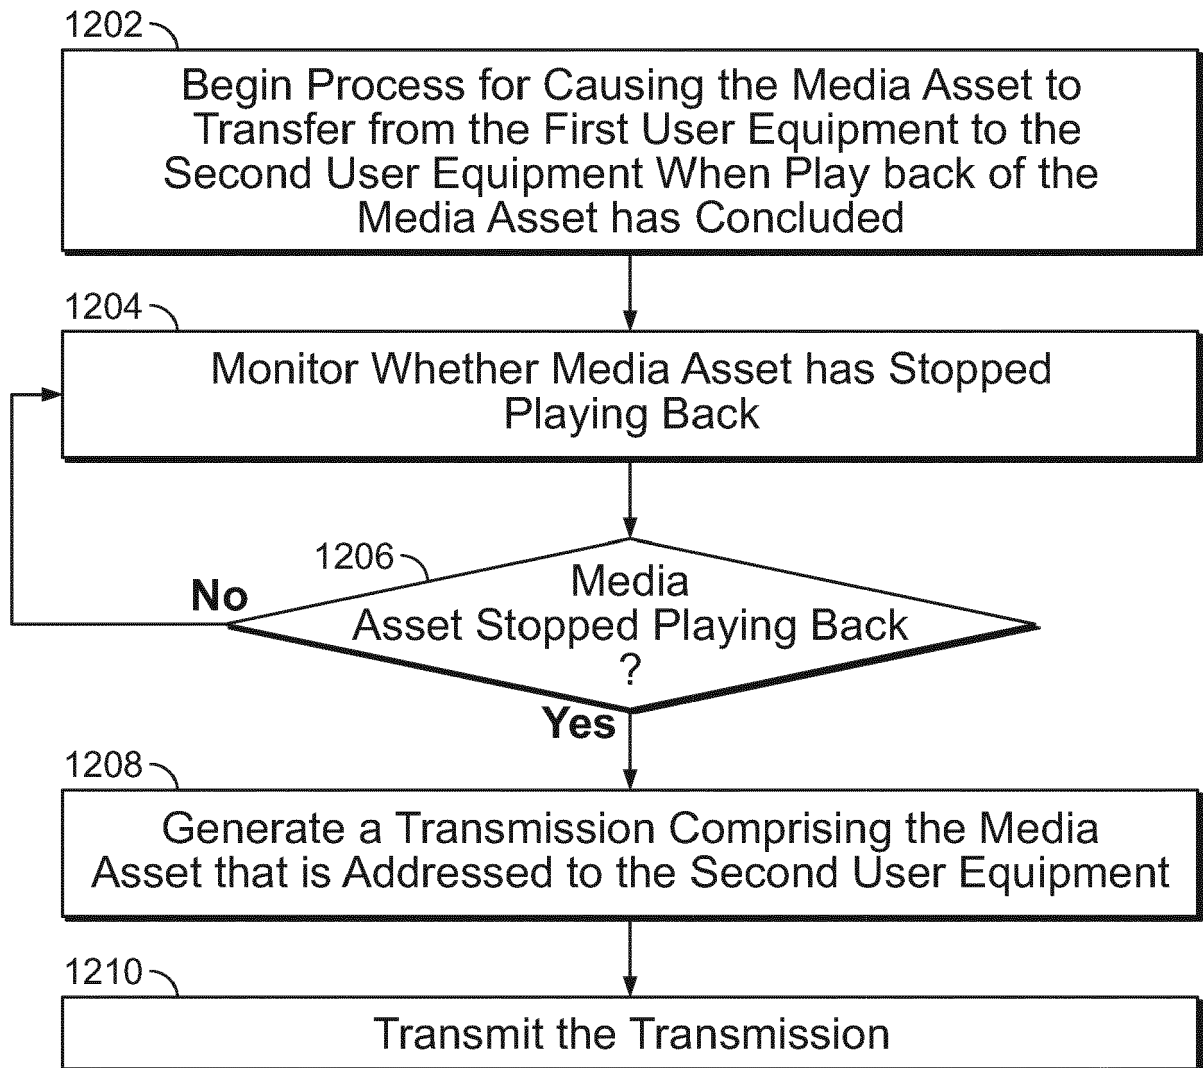 1202
Begin Process for Causing the Media Asset to
Transfer from the First User Equipment to the
Second User Equipment When Play back of the
Media Asset has Concluded
1204
Monitor Whether Media Asset has Stopped
Playing Back
1206
Media
No
Asset Stopped Playing Back
?
Yes
1208
Generate a Transmission Comprising the Media
Asset that is Addressed to the Second User Equipment
1210
Transmit the Transmission